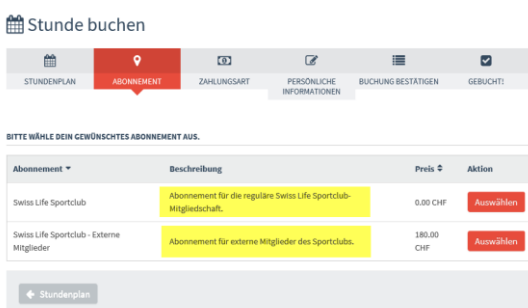 Stunde buchen
STUNDENPLAN
ABONNEMENT
ZAHLUNGSART
PERSÖNLICHE
INFORMATIONEN
BUCHUNG BESTÄTIGEN
GEBUCHT!
BITTE WÄHLE DEIN GEWÜNSCHTES ABONNEMENT AUS.
Abonnement Beschreibung Preis Aktion
Swiss Life Sportclub
Abonnement für die reguläre Swiss Life Sportclub-
Mitgliedschaft.
0.00 CHF
Auswählen
Swiss Life Sportclub - Externe
Mitglieder
Abonnement für externe Mitglieder des Sportclubs.
180.00
CHF
Auswählen
Stundenplan